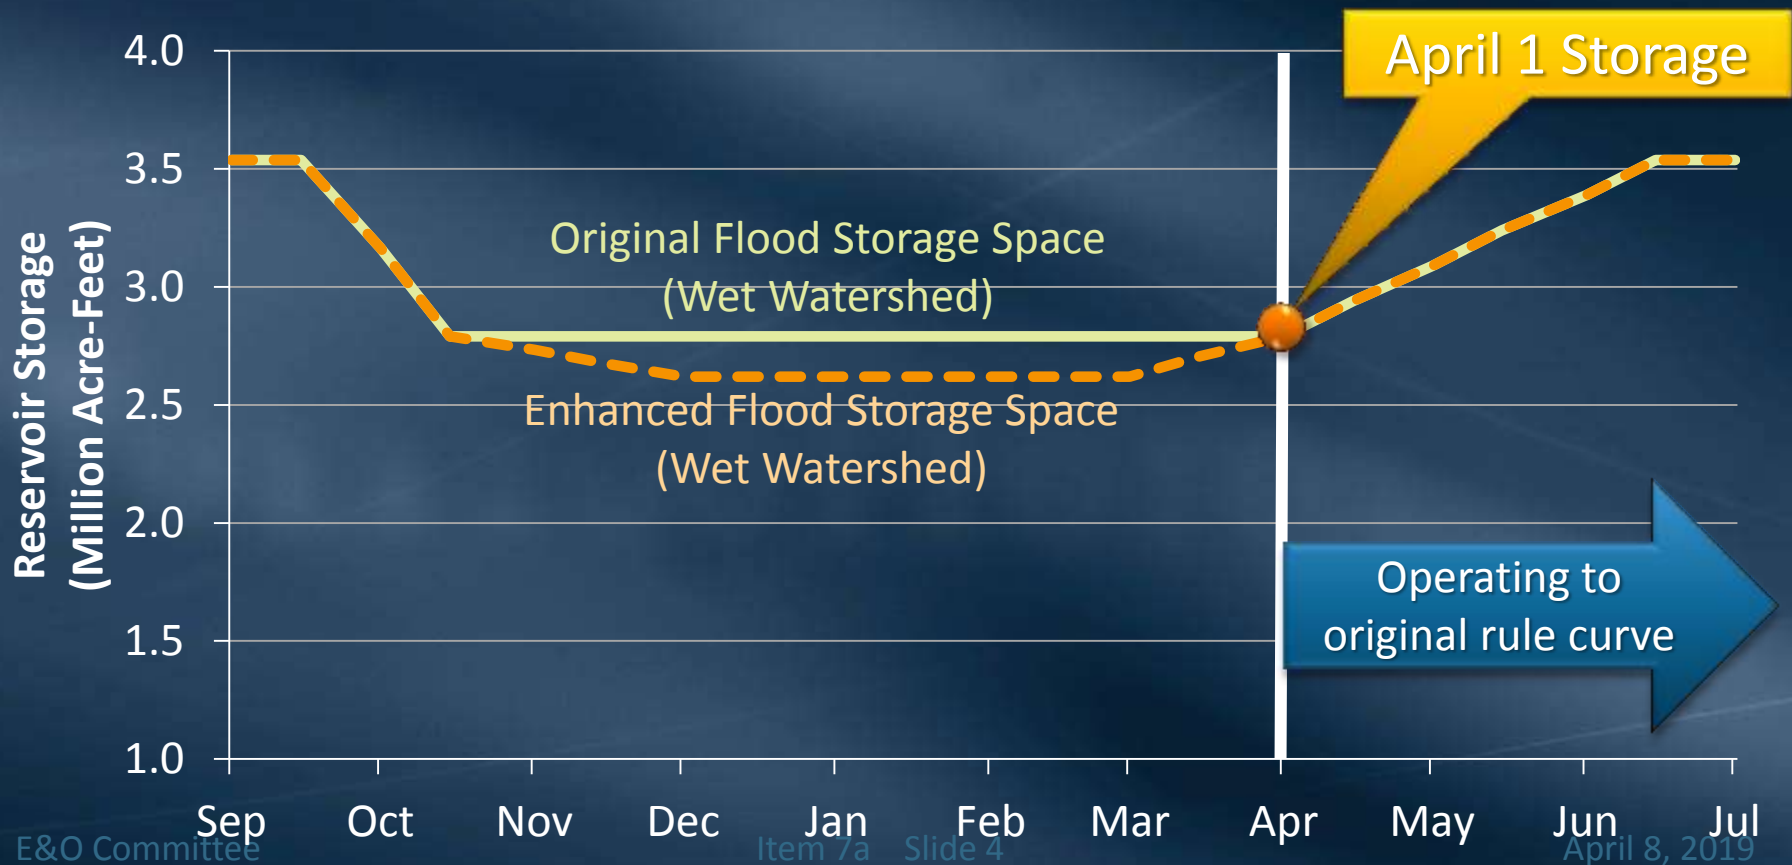 April 1 Storage
Reservoir Storage
(Million Acre-Feet)
4.0
3.5
3.0
2.5
2.0
1.5
1.0
Original Flood Storage Space
(Wet Watershed)
Enhanced Flood Storage Space
(Wet Watershed)
Operating to
original rule curve
Sep Oct Nov Dec Jan Feb Mar Apr May Jun Jul
E&O Committee Item 7a Slide 4 April 8, 2019